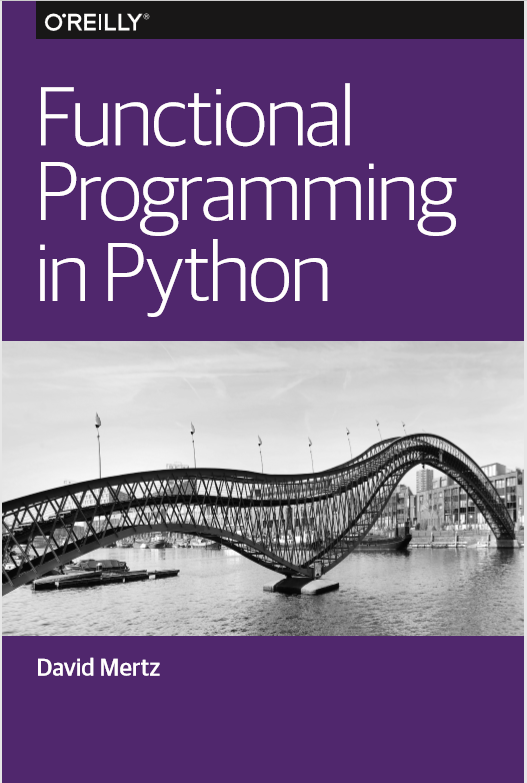 O'REILLY®
Functional
Programming
in Python
David Mertz